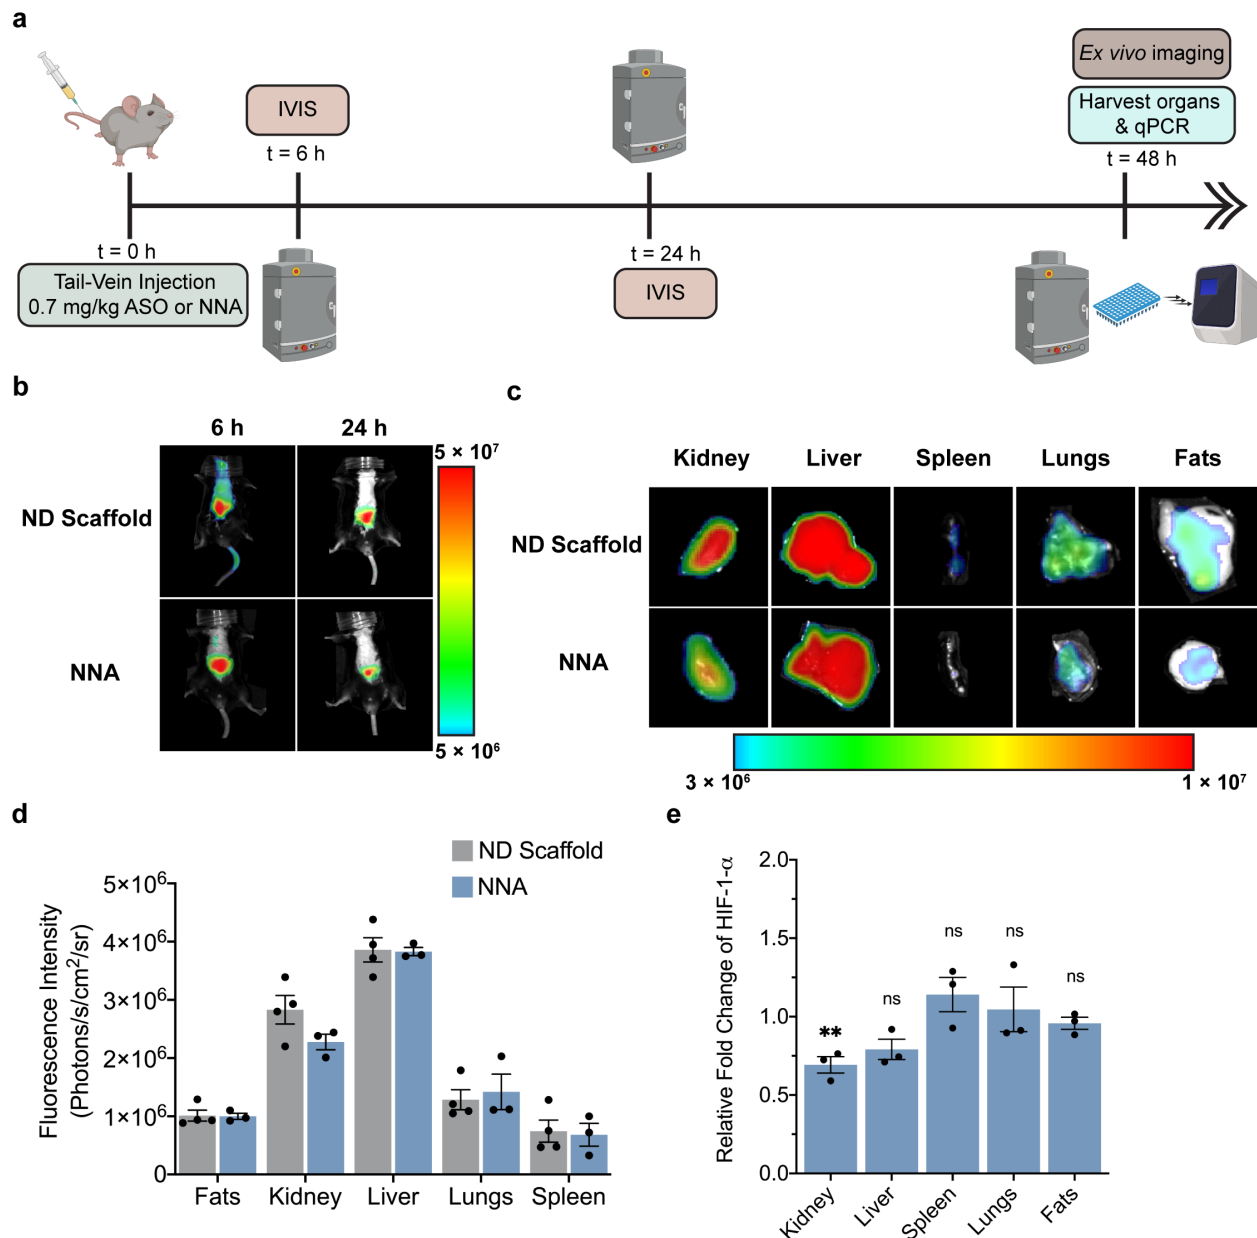 a
Ex vivo imaging
IVIS
Harvest organs
& qPCR
t = 6 h
t = 48 h
t = 0 h
t = 24 h
Tail-Vein Injection
0.7 mg/kg ASO or NNA
IVIS
b
6 h
24 h
ND Scaffold
NNA
5 × 10⁷
5 × 10⁶
c
Kidney
Liver
Spleen
Lungs
Fats
ND Scaffold
NNA
3 × 10⁶
1 × 10⁷
d
ND Scaffold
NNA
Fluorescence Intensity
(Photons/s/cm²/sr)
5×10⁶
4×10⁶
3×10⁶
2×10⁶
1×10⁶
0
Fats
Kidney
Liver
Lungs
Spleen
e
Relative Fold Change of HIF-1-α
2.0
1.5
1.0
0.5
0.0
**
ns
ns
ns
ns
Kidney
Liver
Spleen
Lungs
Fats